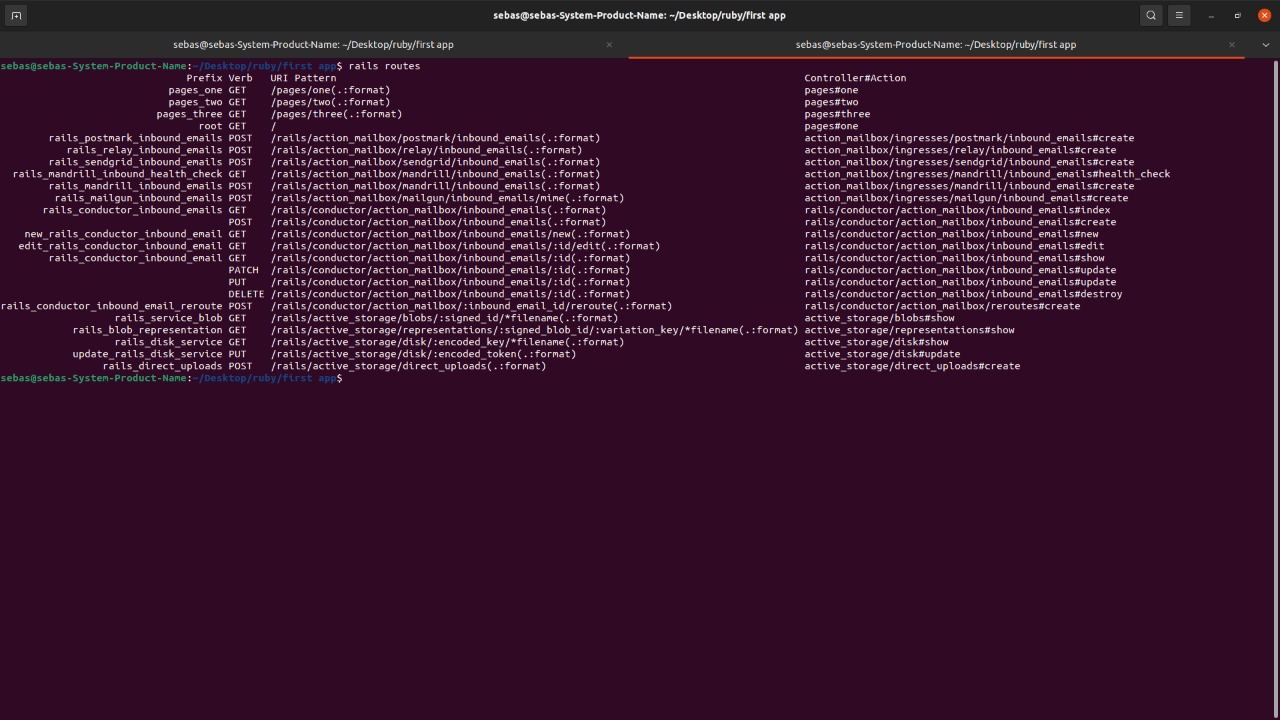 sebas@sebas-System-Product-Name: ~/Desktop/ruby/first app
sebas@sebas-System-Product-Name: ~/Desktop/ruby/first app
sebas@sebas-System-Product-Name: ~/Desktop/ruby/first app
sebas@sebas-System-Product-Name:~/Desktop/ruby/first app$ rails routes
Prefix Verb URI Pattern Controller#Action
pages_one GET /pages/one(.:format) pages#one
pages_two GET /pages/two(.:format) pages#two
pages_three GET /pages/three(.:format) pages#three
root GET / pages#one
rails_postmark_inbound_emails POST /rails/action_mailbox/postmark/inbound_emails(.:format) action_mailbox/ingresses/postmark/inbound_emails#create
rails_relay_inbound_emails POST /rails/action_mailbox/relay/inbound_emails(.:format) action_mailbox/ingresses/relay/inbound_emails#create
rails_sendgrid_inbound_emails POST /rails/action_mailbox/sendgrid/inbound_emails(.:format) action_mailbox/ingresses/sendgrid/inbound_emails#create
rails_mandrill_inbound_health_check GET /rails/action_mailbox/mandrill/inbound_emails(.:format) action_mailbox/ingresses/mandrill/inbound_emails#health_check
rails_mandrill_inbound_emails POST /rails/action_mailbox/mandrill/inbound_emails(.:format) action_mailbox/ingresses/mandrill/inbound_emails#create
rails_mailgun_inbound_emails POST /rails/action_mailbox/mailgun/inbound_emails/mime(.:format) action_mailbox/ingresses/mailgun/inbound_emails#create
rails_conductor_inbound_emails GET /rails/conductor/action_mailbox/inbound_emails(.:format) rails/conductor/action_mailbox/inbound_emails#index
POST /rails/conductor/action_mailbox/inbound_emails(.:format) rails/conductor/action_mailbox/inbound_emails#create
new_rails_conductor_inbound_email GET /rails/conductor/action_mailbox/inbound_emails/new(.:format) rails/conductor/action_mailbox/inbound_emails#new
edit_rails_conductor_inbound_email GET /rails/conductor/action_mailbox/inbound_emails/:id/edit(.:format) rails/conductor/action_mailbox/inbound_emails#edit
rails_conductor_inbound_email GET /rails/conductor/action_mailbox/inbound_emails/:id(.:format) rails/conductor/action_mailbox/inbound_emails#show
PATCH /rails/conductor/action_mailbox/inbound_emails/:id(.:format) rails/conductor/action_mailbox/inbound_emails#update
PUT /rails/conductor/action_mailbox/inbound_emails/:id(.:format) rails/conductor/action_mailbox/inbound_emails#update
DELETE /rails/conductor/action_mailbox/inbound_emails/:id(.:format) rails/conductor/action_mailbox/inbound_emails#destroy
rails_conductor_inbound_email_reroute POST /rails/conductor/action_mailbox/:inbound_email_id/reroute(.:format) rails/conductor/action_mailbox/reroutes#create
rails_service_blob GET /rails/active_storage/blobs/:signed_id/*filename(.:format) active_storage/blobs#show
rails_blob_representation GET /rails/active_storage/representations/:signed_blob_id/:variation_key/*filename(.:format) active_storage/representations#show
rails_disk_service GET /rails/active_storage/disk/:encoded_key/*filename(.:format) active_storage/disk#show
update_rails_disk_service PUT /rails/active_storage/disk/:encoded_token(.:format) active_storage/disk#update
rails_direct_uploads POST /rails/active_storage/direct_uploads(.:format) active_storage/direct_uploads#create
sebas@sebas-System-Product-Name:~/Desktop/ruby/first app$